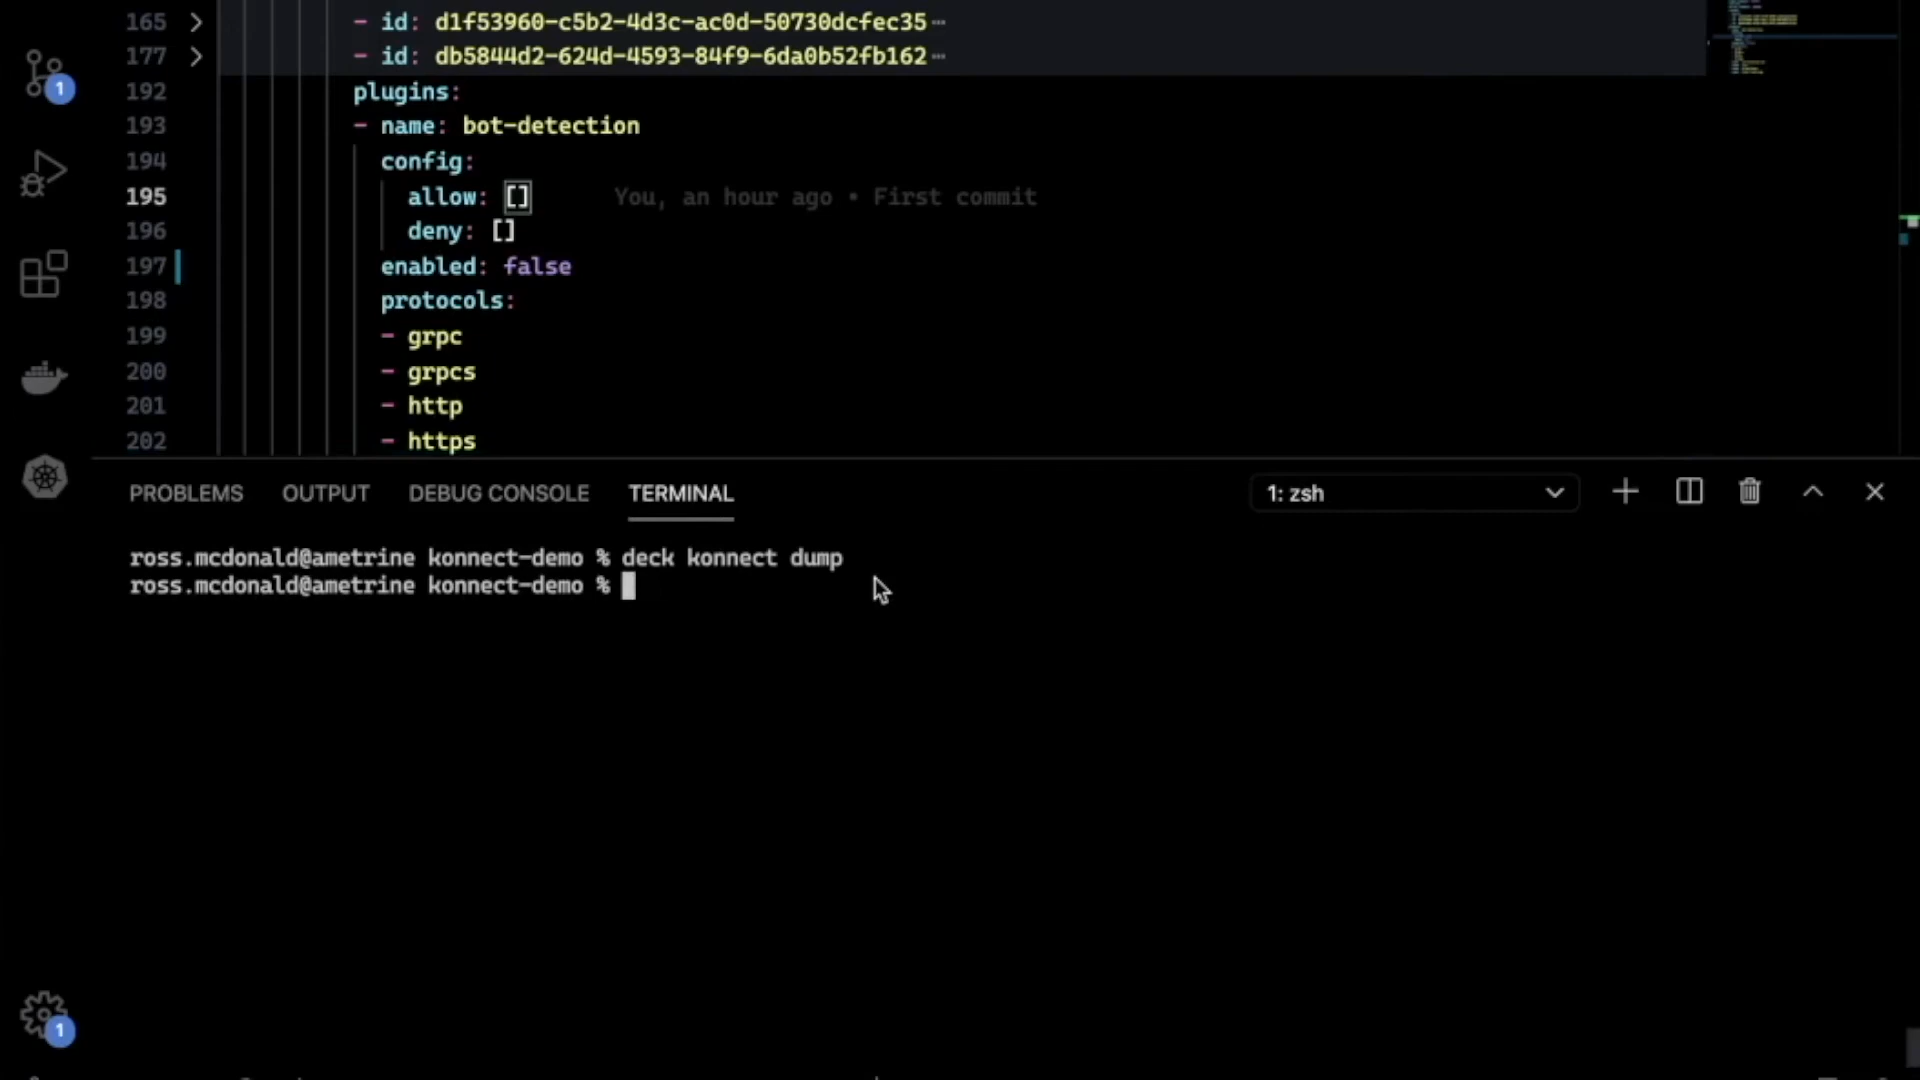 165 - id: d1f53960-c5b2-4d3c-ac0d-50730dcfec35…
177 - id: db5844d2-624d-4593-84f9-6da0b52fb162…
192 plugins:
193 - name: bot-detection
194 config:
195 allow: [] You, an hour ago • First commit
196 deny: []
197 enabled: false
198 protocols:
199 - grpc
200 - grpcs
201 - http
202 - https
1
PROBLEMS OUTPUT DEBUG CONSOLE TERMINAL 1: zsh
ross.mcdonald@ametrine konnect-demo % deck konnect dump
ross.mcdonald@ametrine konnect-demo %
1